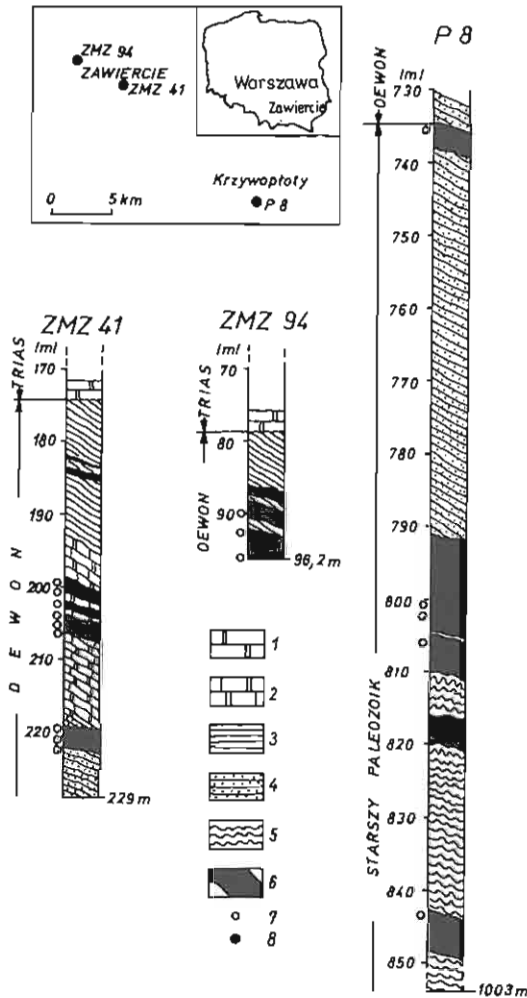 ZMZ 94
ZAWIERCIE
ZMZ 41
Warszawa
Zawiercie
Krzywopłoty
P 8
0 5 km
P 8
[m]
DEWON
730
740
750
760
770
780
790
800
810
820
830
840
850
STARSZY PALEOZOIK
1003 m
ZMZ 41
[m]
TRIAS
170
180
190
200
210
220
DEWON
229 m
ZMZ 94
[m]
TRIAS
70
80
90
DEWON
96,2 m
1
2
3
4
5
6
7
8